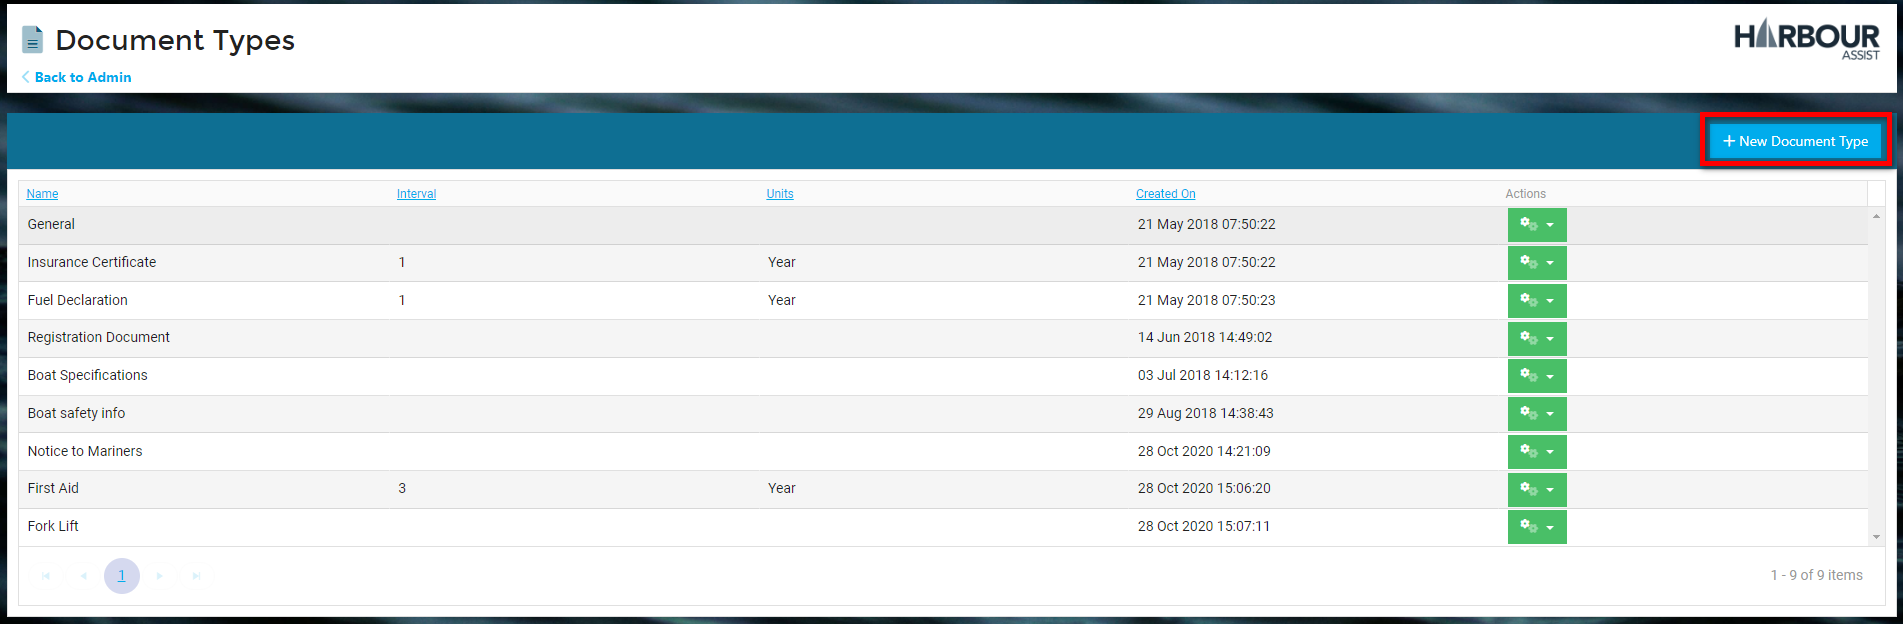 Document Types
HARBOUR
ASSIST
Back to Admin
+ New Document Type
Name Interval Units Created On Actions
General 21 May 2018 07:50:22
Insurance Certificate 1 Year 21 May 2018 07:50:22
Fuel Declaration 1 Year 21 May 2018 07:50:23
Registration Document 14 Jun 2018 14:49:02
Boat Specifications 03 Jul 2018 14:12:16
Boat safety info 29 Aug 2018 14:38:43
Notice to Mariners 28 Oct 2020 14:21:09
First Aid 3 Year 28 Oct 2020 15:06:20
Fork Lift 28 Oct 2020 15:07:11
1 1 - 9 of 9 items